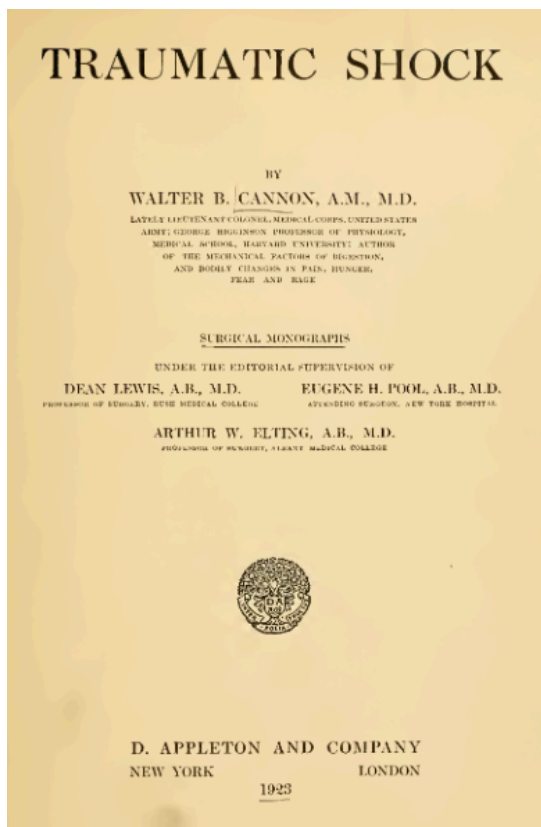 TRAUMATIC SHOCK
BY
WALTER B. CANNON, A.M., M.D.
LATELY LIEUTENANT COLONEL, MEDICAL CORPS, UNITED STATES
ARMY; GEORGE HIGGINSON PROFESSOR OF PHYSIOLOGY,
MEDICAL SCHOOL, HARVARD UNIVERSITY; AUTHOR
OF THE MECHANICAL FACTORS OF DIGESTION,
AND BODILY CHANGES IN PAIN, HUNGER,
FEAR AND RAGE
SURGICAL MONOGRAPHS
UNDER THE EDITORIAL SUPERVISION OF
DEAN LEWIS, A.B., M.D.
PROFESSOR OF SURGERY, RUSH MEDICAL COLLEGE
EUGENE H. POOL, A.B., M.D.
ATTENDING SURGEON, NEW YORK HOSPITAL
ARTHUR W. ELTING, A.B., M.D.
PROFESSOR OF SURGERY, ALBANY MEDICAL COLLEGE
D. APPLETON AND COMPANY
NEW YORK LONDON
1923